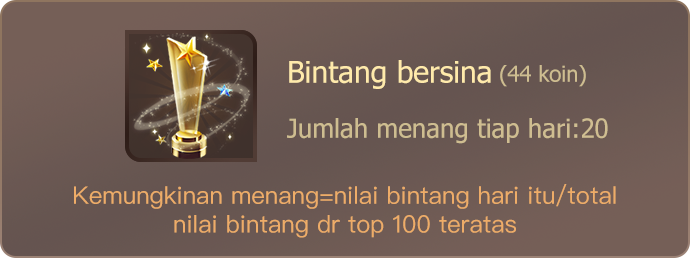 Bintang bersina (44 koin)
Jumlah menang tiap hari:20
Kemungkinan menang=nilai bintang hari itu/total
nilai bintang dr top 100 teratas